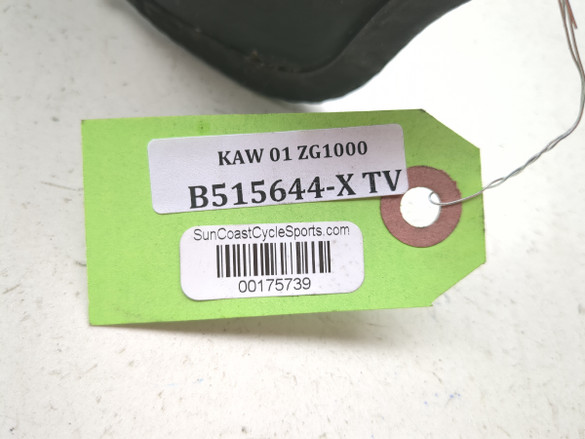 KAW 01 ZG1000
B515644-X TV
SunCoastCycleSports.com
00175739